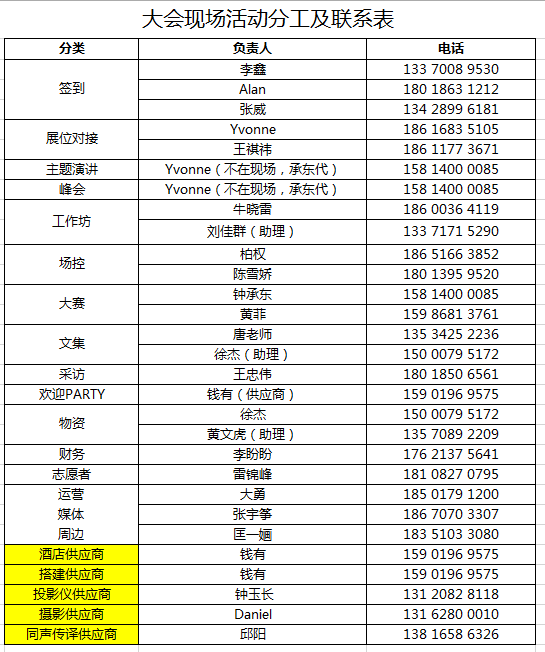 大会现场活动分工及联系表
分类 负责人 电话
签到 李鑫 133 7008 9530
Alan 180 1863 1212
张威 134 2899 6181
展位对接 Yvonne 186 1683 5105
王祺祎 186 1177 3671
主题演讲 Yvonne（不在现场，承东代） 158 1400 0085
峰会 Yvonne（不在现场，承东代） 158 1400 0085
工作坊 牛晓雷 186 0036 4119
刘佳群（助理） 133 7171 5290
场控 柏权 186 5166 3852
陈雪娇 180 1395 9520
大赛 钟承东 158 1400 0085
黄菲 159 8681 3761
文集 唐老师 135 3425 2236
徐杰（助理） 150 0079 5172
采访 王忠伟 180 1850 6561
欢迎PARTY 钱有（供应商） 159 0196 9575
物资 徐杰 150 0079 5172
黄文虎（助理） 135 7089 2209
财务 李盼盼 176 2137 5641
志愿者 雷锦峰 181 0827 0795
运营 大勇 185 0179 1200
媒体 张宇筝 186 7070 3307
周边 匡一婳 183 5103 3080
酒店供应商 钱有 159 0196 9575
搭建供应商 钱有 159 0196 9575
投影仪供应商 钟玉长 131 2082 8118
摄影供应商 Daniel 131 6280 0010
同声传译供应商 邱阳 138 1658 6326